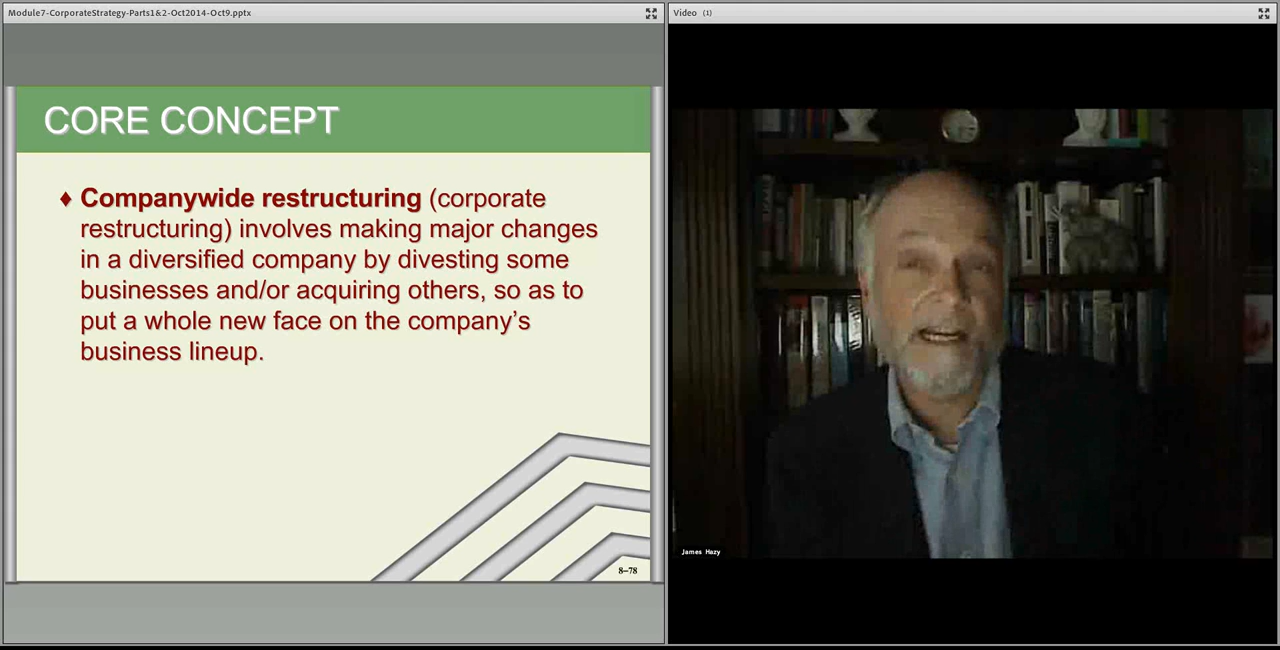 Module7-CorporateStrategy-Parts1&2-Oct2014-Oct9.pptx
CORE CONCEPT
♦ Companywide restructuring (corporate
restructuring) involves making major changes
in a diversified company by divesting some
businesses and/or acquiring others, so as to
put a whole new face on the company’s
business lineup.
8–78
Video (1)
James Hazy